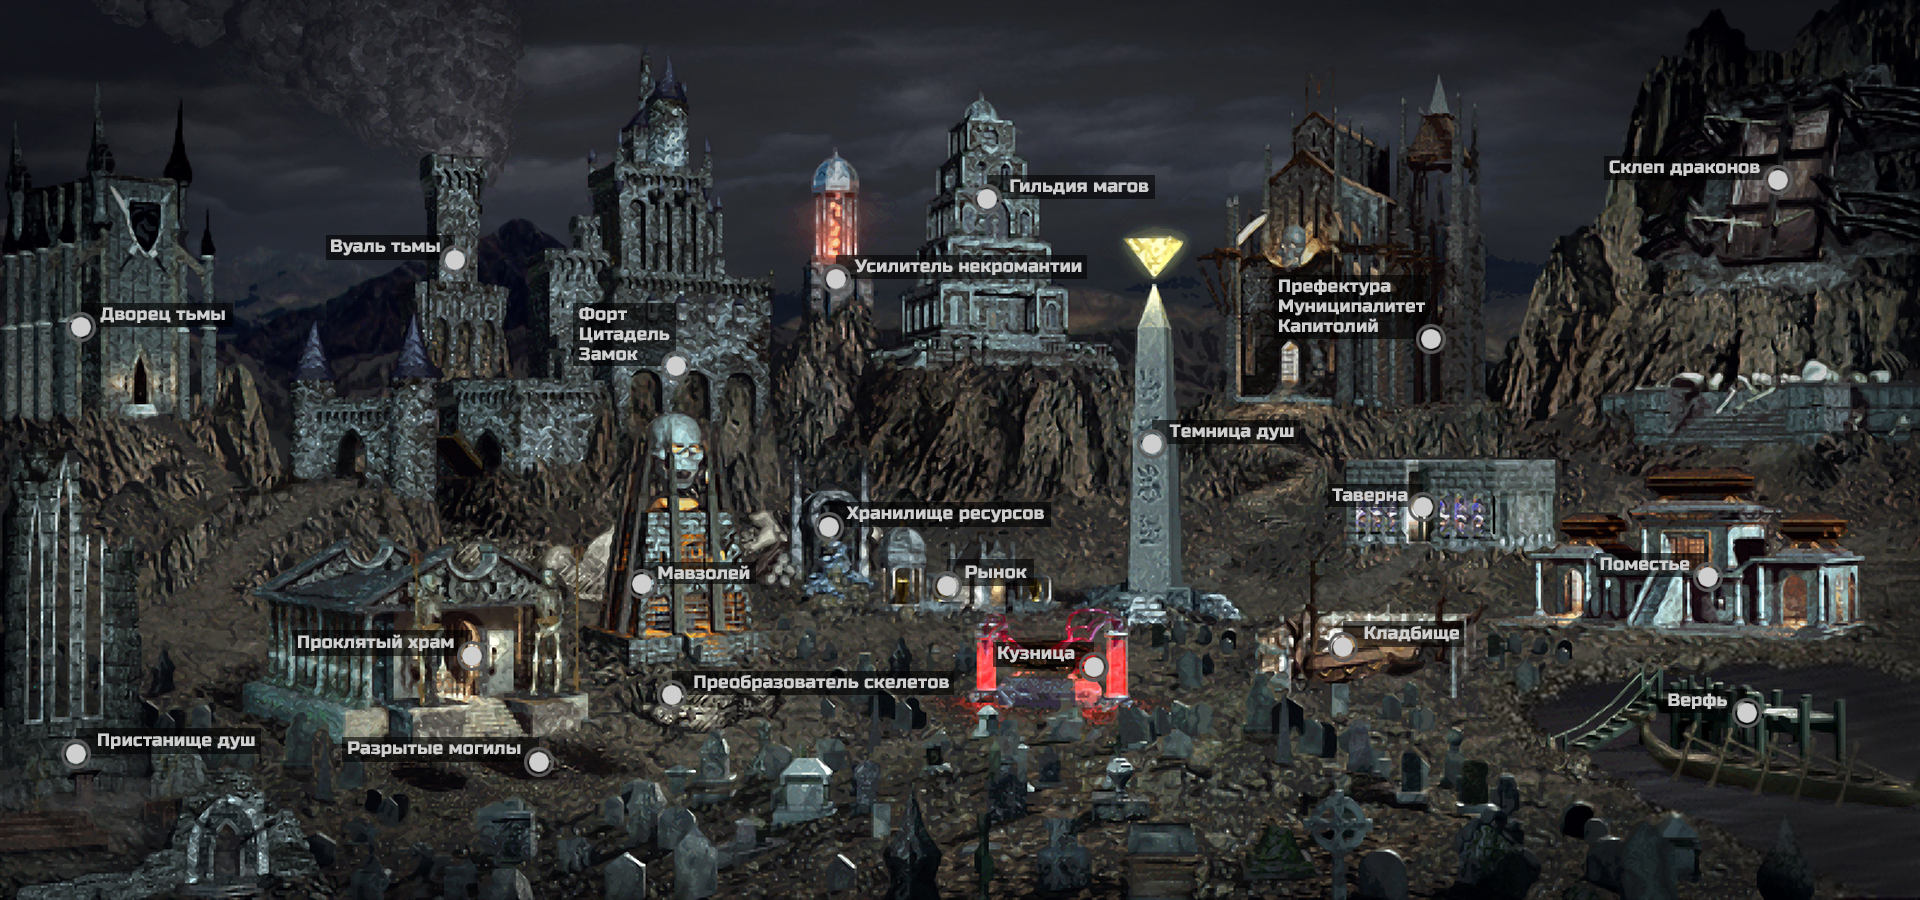 Склеп драконов
Гильдия магов
Вуаль тьмы
Усилитель некромантии
Дворец тьмы
Форт
Цитадель
Замок
Префектура
Муниципалитет
Капитолий
Темница душ
Таверна
Хранилище ресурсов
Поместье
Мавзолей
Рынок
Проклятый храм
Кузница
Кладбище
Преобразователь скелетов
Верфь
Пристанище душ
Разрытые могилы